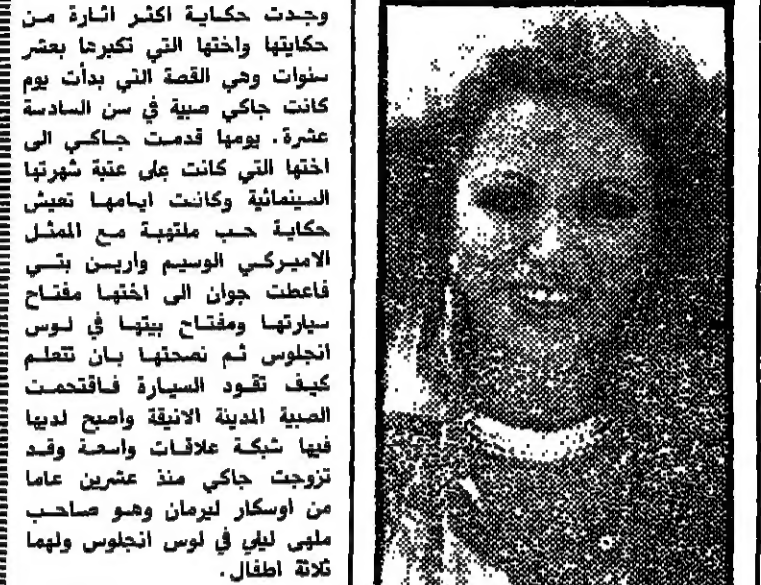 وجدت حكاية اكثر اثارة من
حكايتها واختها التي تكبرها بعشر
سنوات وهي القصة التي بدأت يوم
كانت جاكي صبية في سن السادسة
عشرة. يومها قدمت جاكي الى
اختها التي كانت على عتبة شهرتها
السينمائية وكانت ايامها تعيش
حكاية حب ملتهبة مع الممثل
الاميركي الوسيم وارين بتي
فاعطت جوان الى اختها مفتاح
سيارتها ومفتاح بيتها في لوس
انجلوس ثم نصحتها بان تتعلم
كيف تقود السيارة فاقتحمت
الصبية المدينة الانيقة واصبح لديها
فيها شبكة علاقات واسعة وقد
تزوجت جاكي منذ عشرين عاما
من اوسكار ليرمان وهو صاحب
ملهى ليلي في لوس انجلوس ولهما
ثلاثة اطفال.